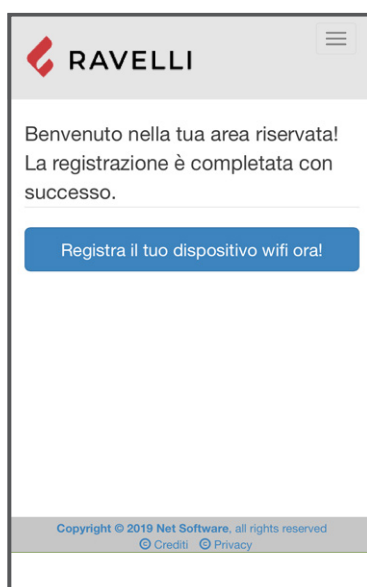 RAVELLI
Benvenuto nella tua area riservata!
La registrazione è completata con
successo.
Registra il tuo dispositivo wifi ora!
Copyright © 2019 Net Software, all rights reserved
© Crediti © Privacy